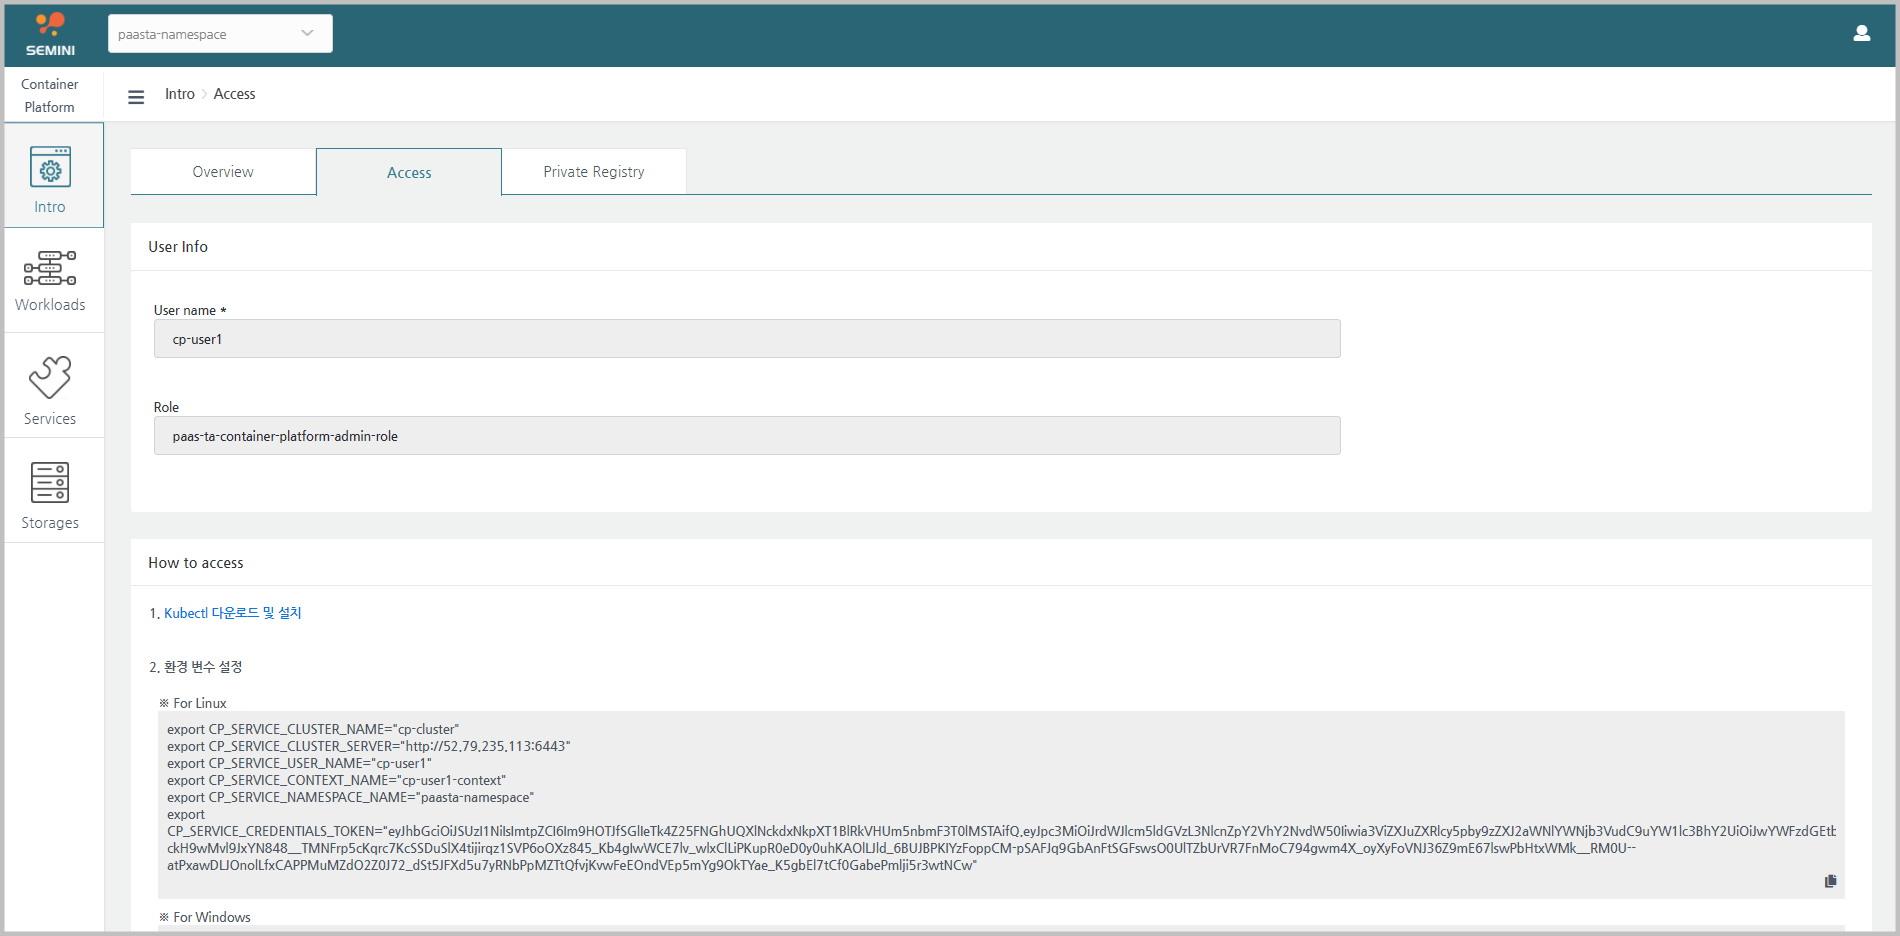 SEMINI
paasta-namespace
Container
Platform
Intro > Access
Intro
Workloads
Services
Storages
Overview
Access
Private Registry
User Info
User name *
cp-user1
Role
paas-ta-container-platform-admin-role
How to access
1. Kubectl 다운로드 및 설치
2. 환경 변수 설정
※ For Linux
export CP_SERVICE_CLUSTER_NAME="cp-cluster"
export CP_SERVICE_CLUSTER_SERVER="http://52.79.235.113:6443"
export CP_SERVICE_USER_NAME="cp-user1"
export CP_SERVICE_CONTEXT_NAME="cp-user1-context"
export CP_SERVICE_NAMESPACE_NAME="paasta-namespace"
export
CP_SERVICE_CREDENTIALS_TOKEN=
※ For Windows